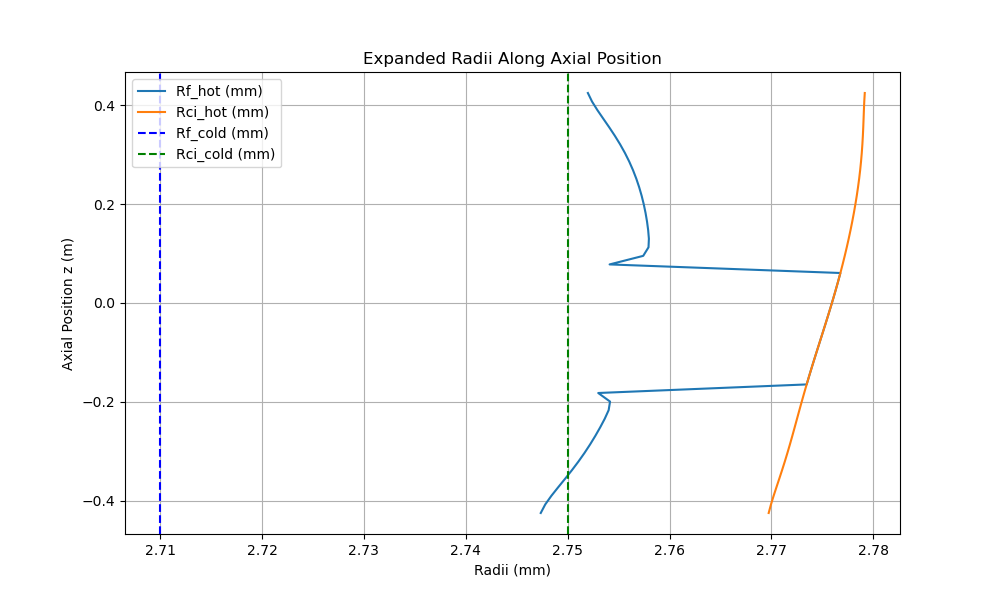 Expanded Radii Along Axial Position
Rf_hot (mm)
Rci_hot (mm)
Rf_cold (mm)
Rci_cold (mm)
0.4
0.2
0.0
−0.2
−0.4
Axial Position z (m)
2.71 2.72 2.73 2.74 2.75 2.76 2.77 2.78
Radii (mm)